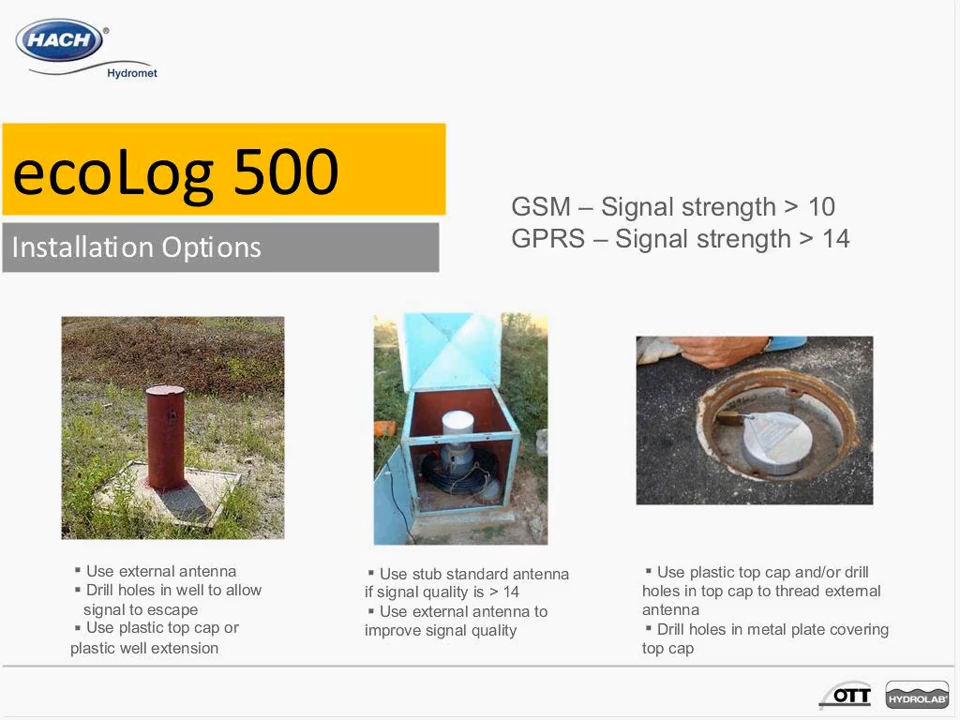 HACH®
Hydromet
ecoLog 500
Installation Options
GSM – Signal strength > 10
GPRS – Signal strength > 14
▪ Use external antenna
▪ Drill holes in well to allow
signal to escape
▪ Use plastic top cap or
plastic well extension
▪ Use stub standard antenna
if signal quality is > 14
▪ Use external antenna to
improve signal quality
▪ Use plastic top cap and/or drill
holes in top cap to thread external
antenna
▪ Drill holes in metal plate covering
top cap
OTT
HYDROLAB®